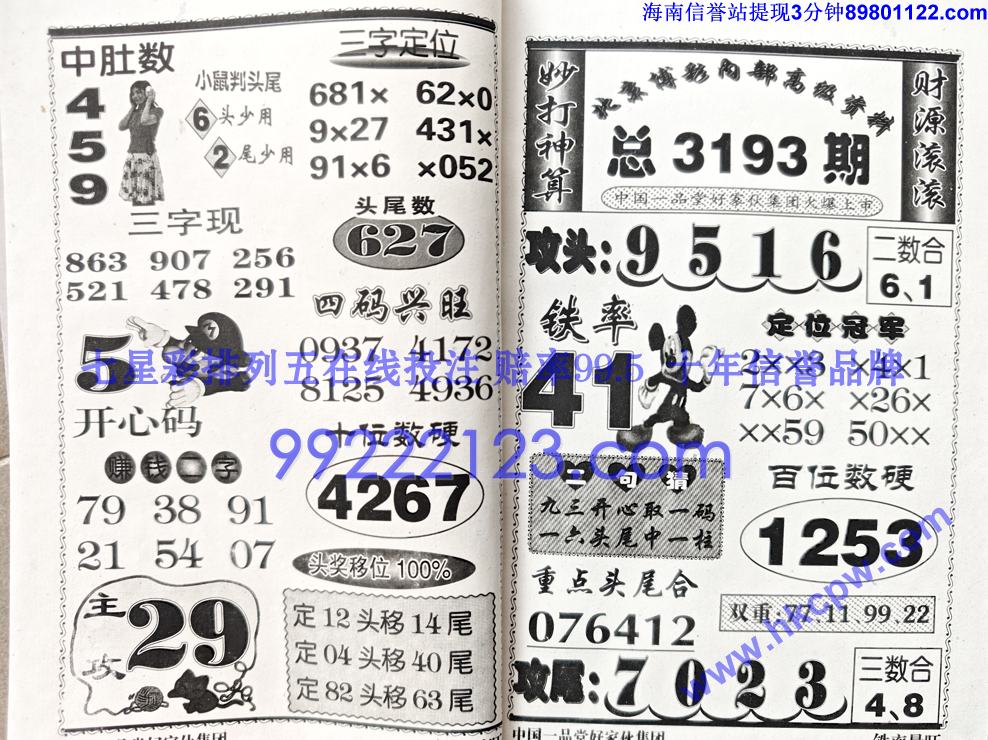 海南信誉站提现3分钟89801122.com
中肚数
4
5
9
小鼠判头尾
6 头少用
2 尾少用
三字定位
681× 62×0
9×27 431×
91×6 ×052
三字现
863 907 256
521 478 291
头尾数
627
四码兴旺
0937 4172
8125 4936
5
开心码
七星彩排列五在线投注 赔率99.5 十年信誉品牌
99222123.com
十位数硬
4267
赚钱二字
79 38 91
21 54 07
头奖移位100%
定12头移14尾
定04头移40尾
定82头移63尾
主攻
29
妙打神算
北京博彩内部高级参料
总3193期
中国一品堂好家伙集团火爆上市
财源滚滚
攻头:9516
二数合
6、1
铁率
41
定位冠军
2××8 ×4×1
7×6× ×26×
××59 50××
二句猜
九三开心取一码
一六头尾中一柱
百位数硬
1253
重点头尾合
076412
双重:77.11.99.22
www.hkcpw.com
攻尾:7023
三数合
4、8
中国一品堂好家伙集团